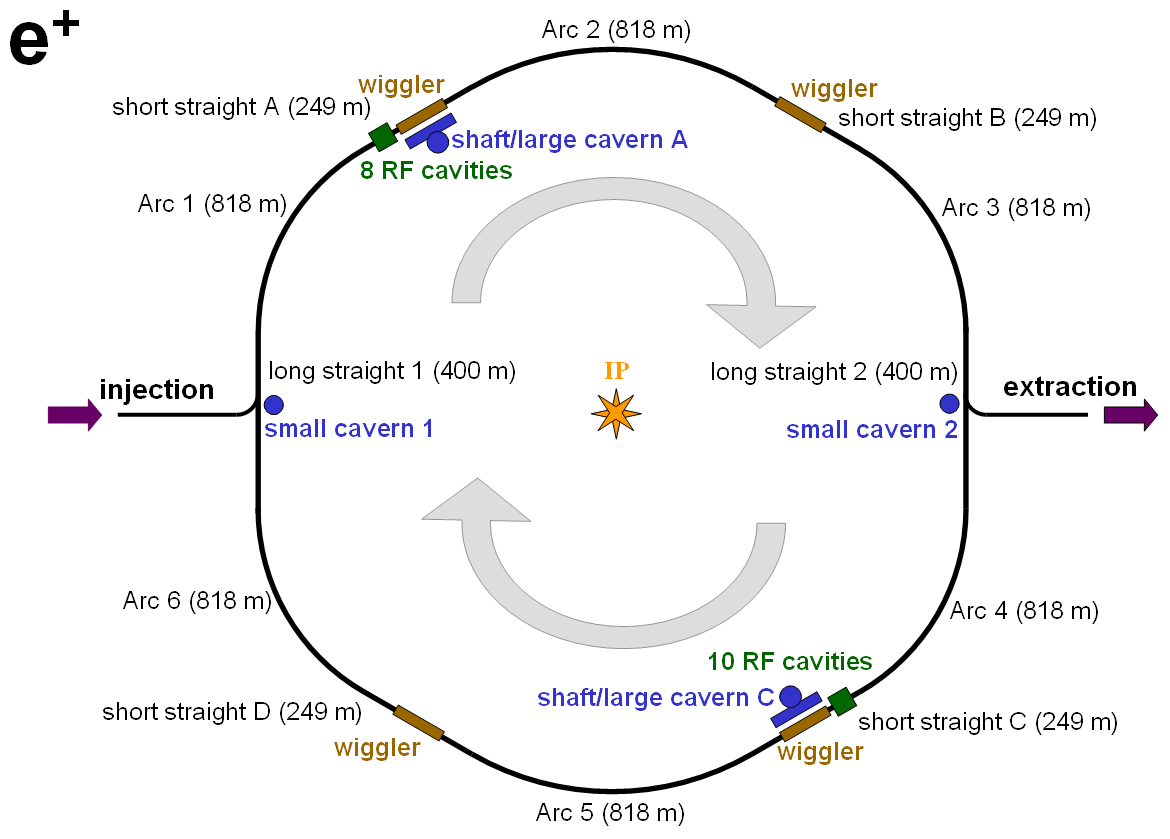 e+
Arc 2 (818 m)
wiggler
wiggler
short straight A (249 m)
short straight B (249 m)
shaft/large cavern A
8 RF cavities
Arc 1 (818 m)
Arc 3 (818 m)
long straight 1 (400 m)
IP
long straight 2 (400 m)
injection
extraction
small cavern 1
small cavern 2
Arc 6 (818 m)
Arc 4 (818 m)
10 RF cavities
shaft/large cavern C
short straight D (249 m)
short straight C (249 m)
wiggler
wiggler
Arc 5 (818 m)